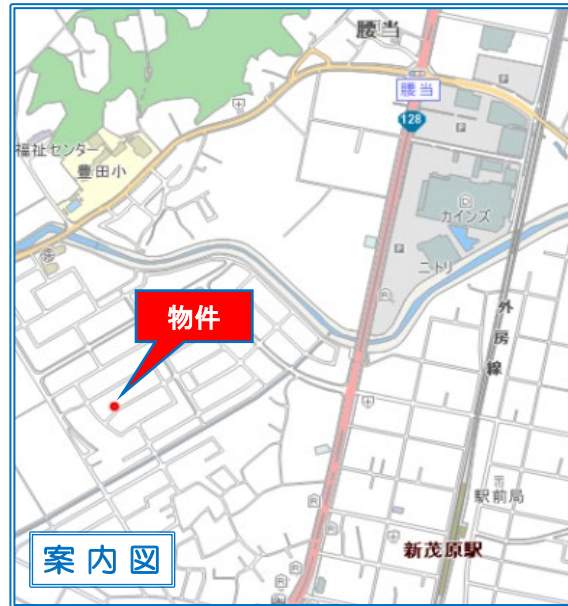 腰当
腰当
128
福祉センター
豊田小
カインズ
ニトリ
物件
外房線
駅前局
新茂原駅
案内図